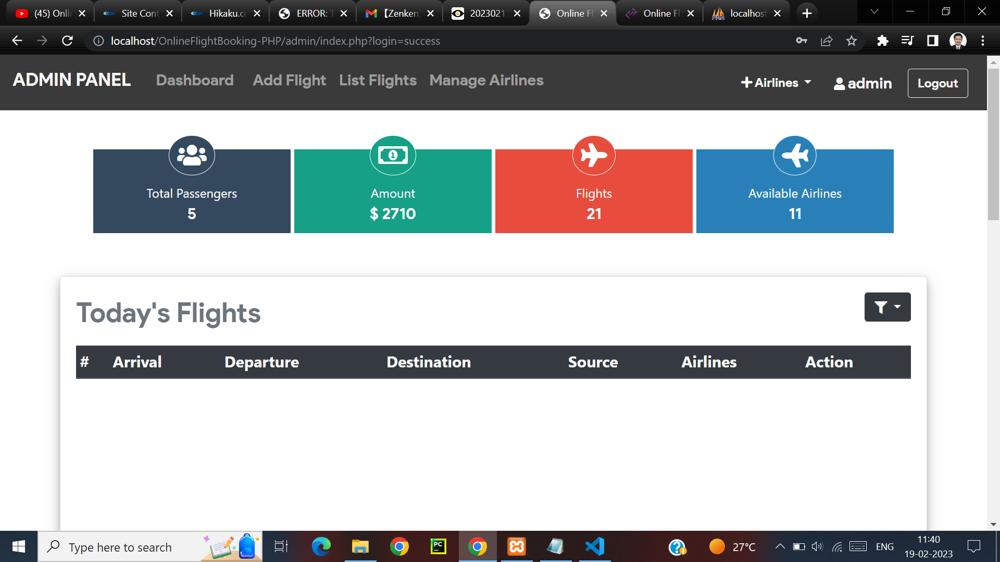 (45) Onli
Site Cont
Hikaku.co
ERROR: T
【Zenken】
2023021
Online Fl
Online Fl
localhost
localhost/OnlineFlightBooking-PHP/admin/index.php?login=success
ADMIN PANEL Dashboard Add Flight List Flights Manage Airlines Airlines admin Logout
Total Passengers
5
Amount
$ 2710
Flights
21
Available Airlines
11
Today's Flights
# Arrival Departure Destination Source Airlines Action
Type here to search
PC
27°C
ENG
11:40
19-02-2023